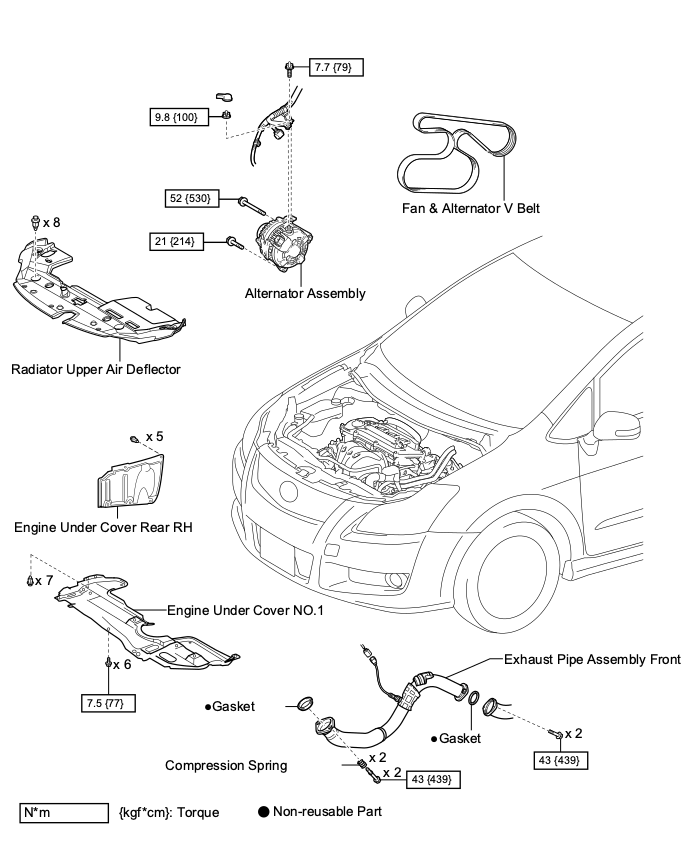 7.7 {79}
9.8 {100}
52 {530}
21 {214}
Alternator Assembly
Fan & Alternator V Belt
x 8
Radiator Upper Air Deflector
x 5
Engine Under Cover Rear RH
x 7
Engine Under Cover NO.1
x 6
7.5 {77}
Exhaust Pipe Assembly Front
●Gasket
●Gasket
x 2
43 {439}
Compression Spring
x 2
x 2
43 {439}
N*m
{kgf*cm}: Torque
● Non-reusable Part